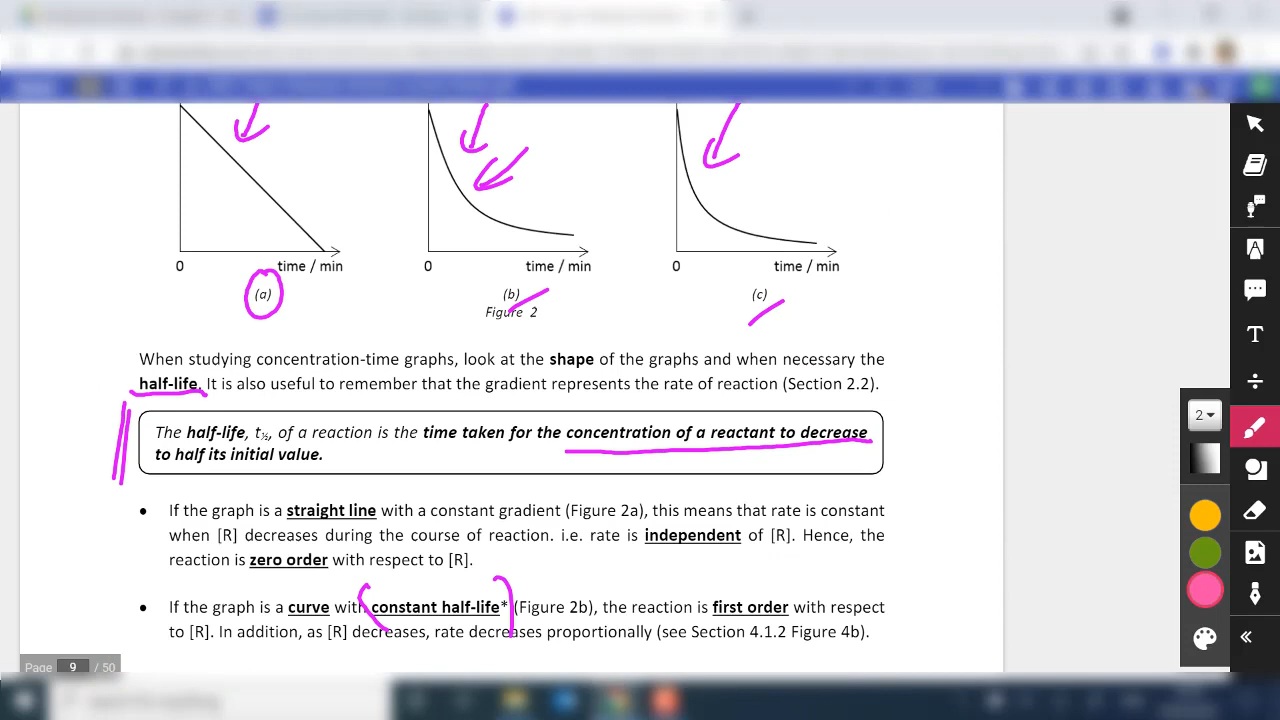 0 time / min 0 time / min 0 time / min
(a) (b) (c)
Figure 2
When studying concentration-time graphs, look at the shape of the graphs and when necessary the
half-life. It is also useful to remember that the gradient represents the rate of reaction (Section 2.2).
The half-life, t½, of a reaction is the time taken for the concentration of a reactant to decrease
to half its initial value.
• If the graph is a straight line with a constant gradient (Figure 2a), this means that rate is constant
when [R] decreases during the course of reaction. i.e. rate is independent of [R]. Hence, the
reaction is zero order with respect to [R].
• If the graph is a curve with constant half-life* (Figure 2b), the reaction is first order with respect
to [R]. In addition, as [R] decreases, rate decreases proportionally (see Section 4.1.2 Figure 4b).
Page 9 / 50
2
T